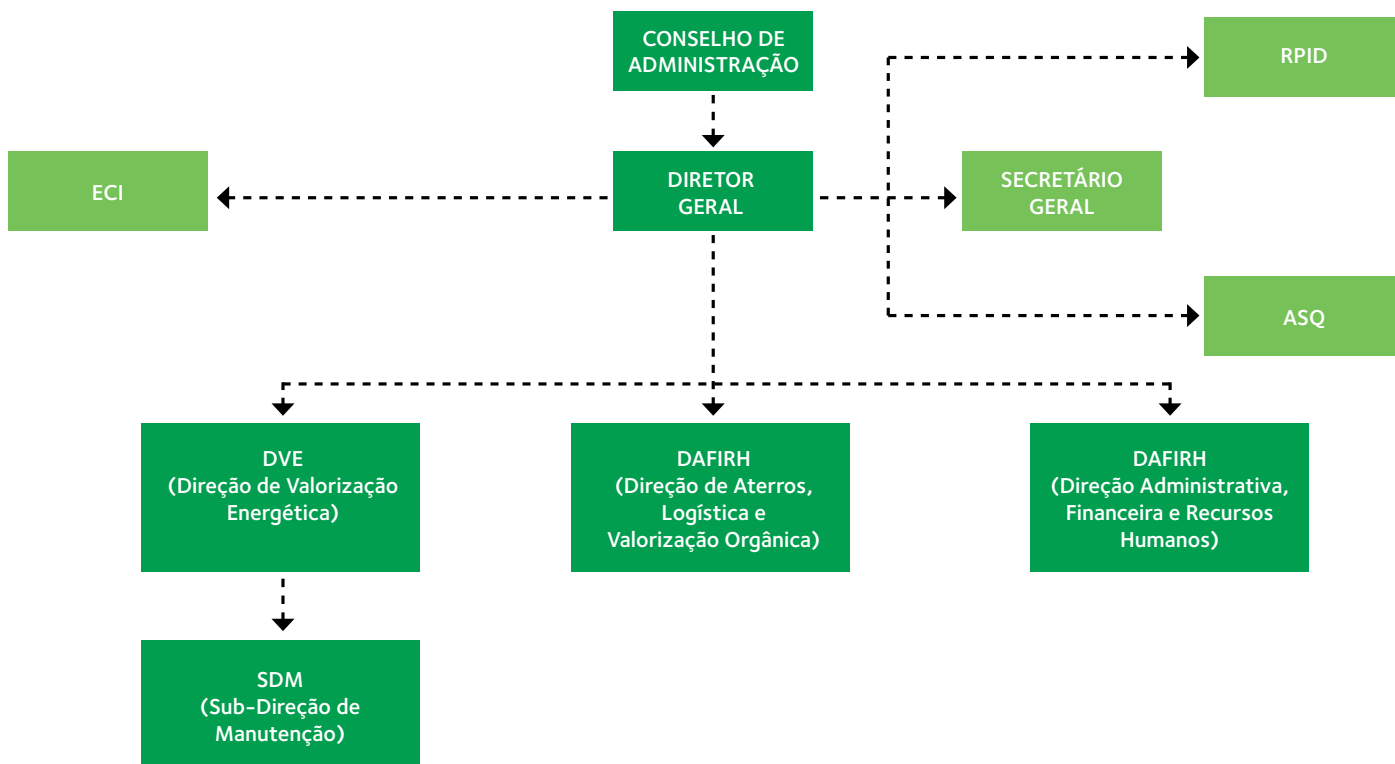 CONSELHO DE
ADMINISTRAÇÃO
RPID
ECI
DIRETOR
GERAL
SECRETÁRIO
GERAL
ASQ
DVE
(Direção de Valorização
Energética)
DAFIRH
(Direção de Aterros,
Logística e
Valorização Orgânica)
DAFIRH
(Direção Administrativa,
Financeira e Recursos
Humanos)
SDM
(Sub-Direção de
Manutenção)